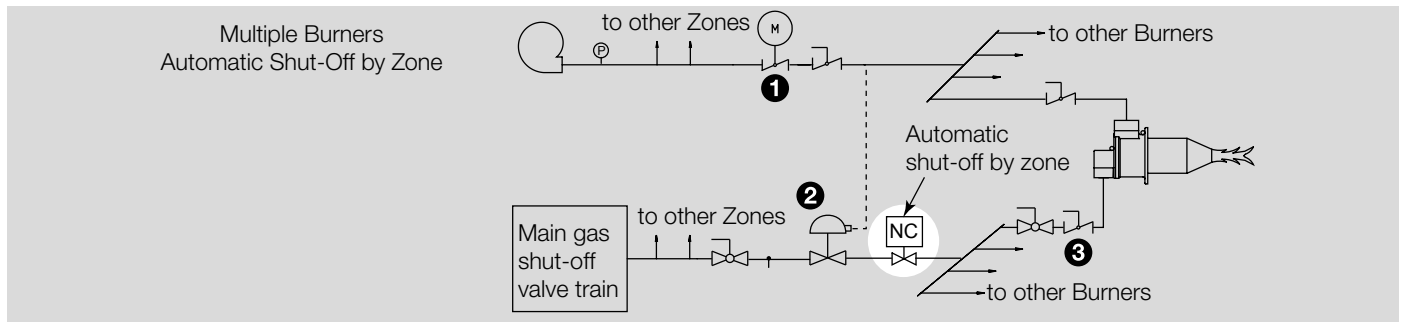 Multiple Burners
Automatic Shut-Off by Zone
to other Zones
M
P
1
to other Burners
Automatic
shut-off by zone
2
to other Zones
NC
Main gas
shut-off
valve train
3
to other Burners